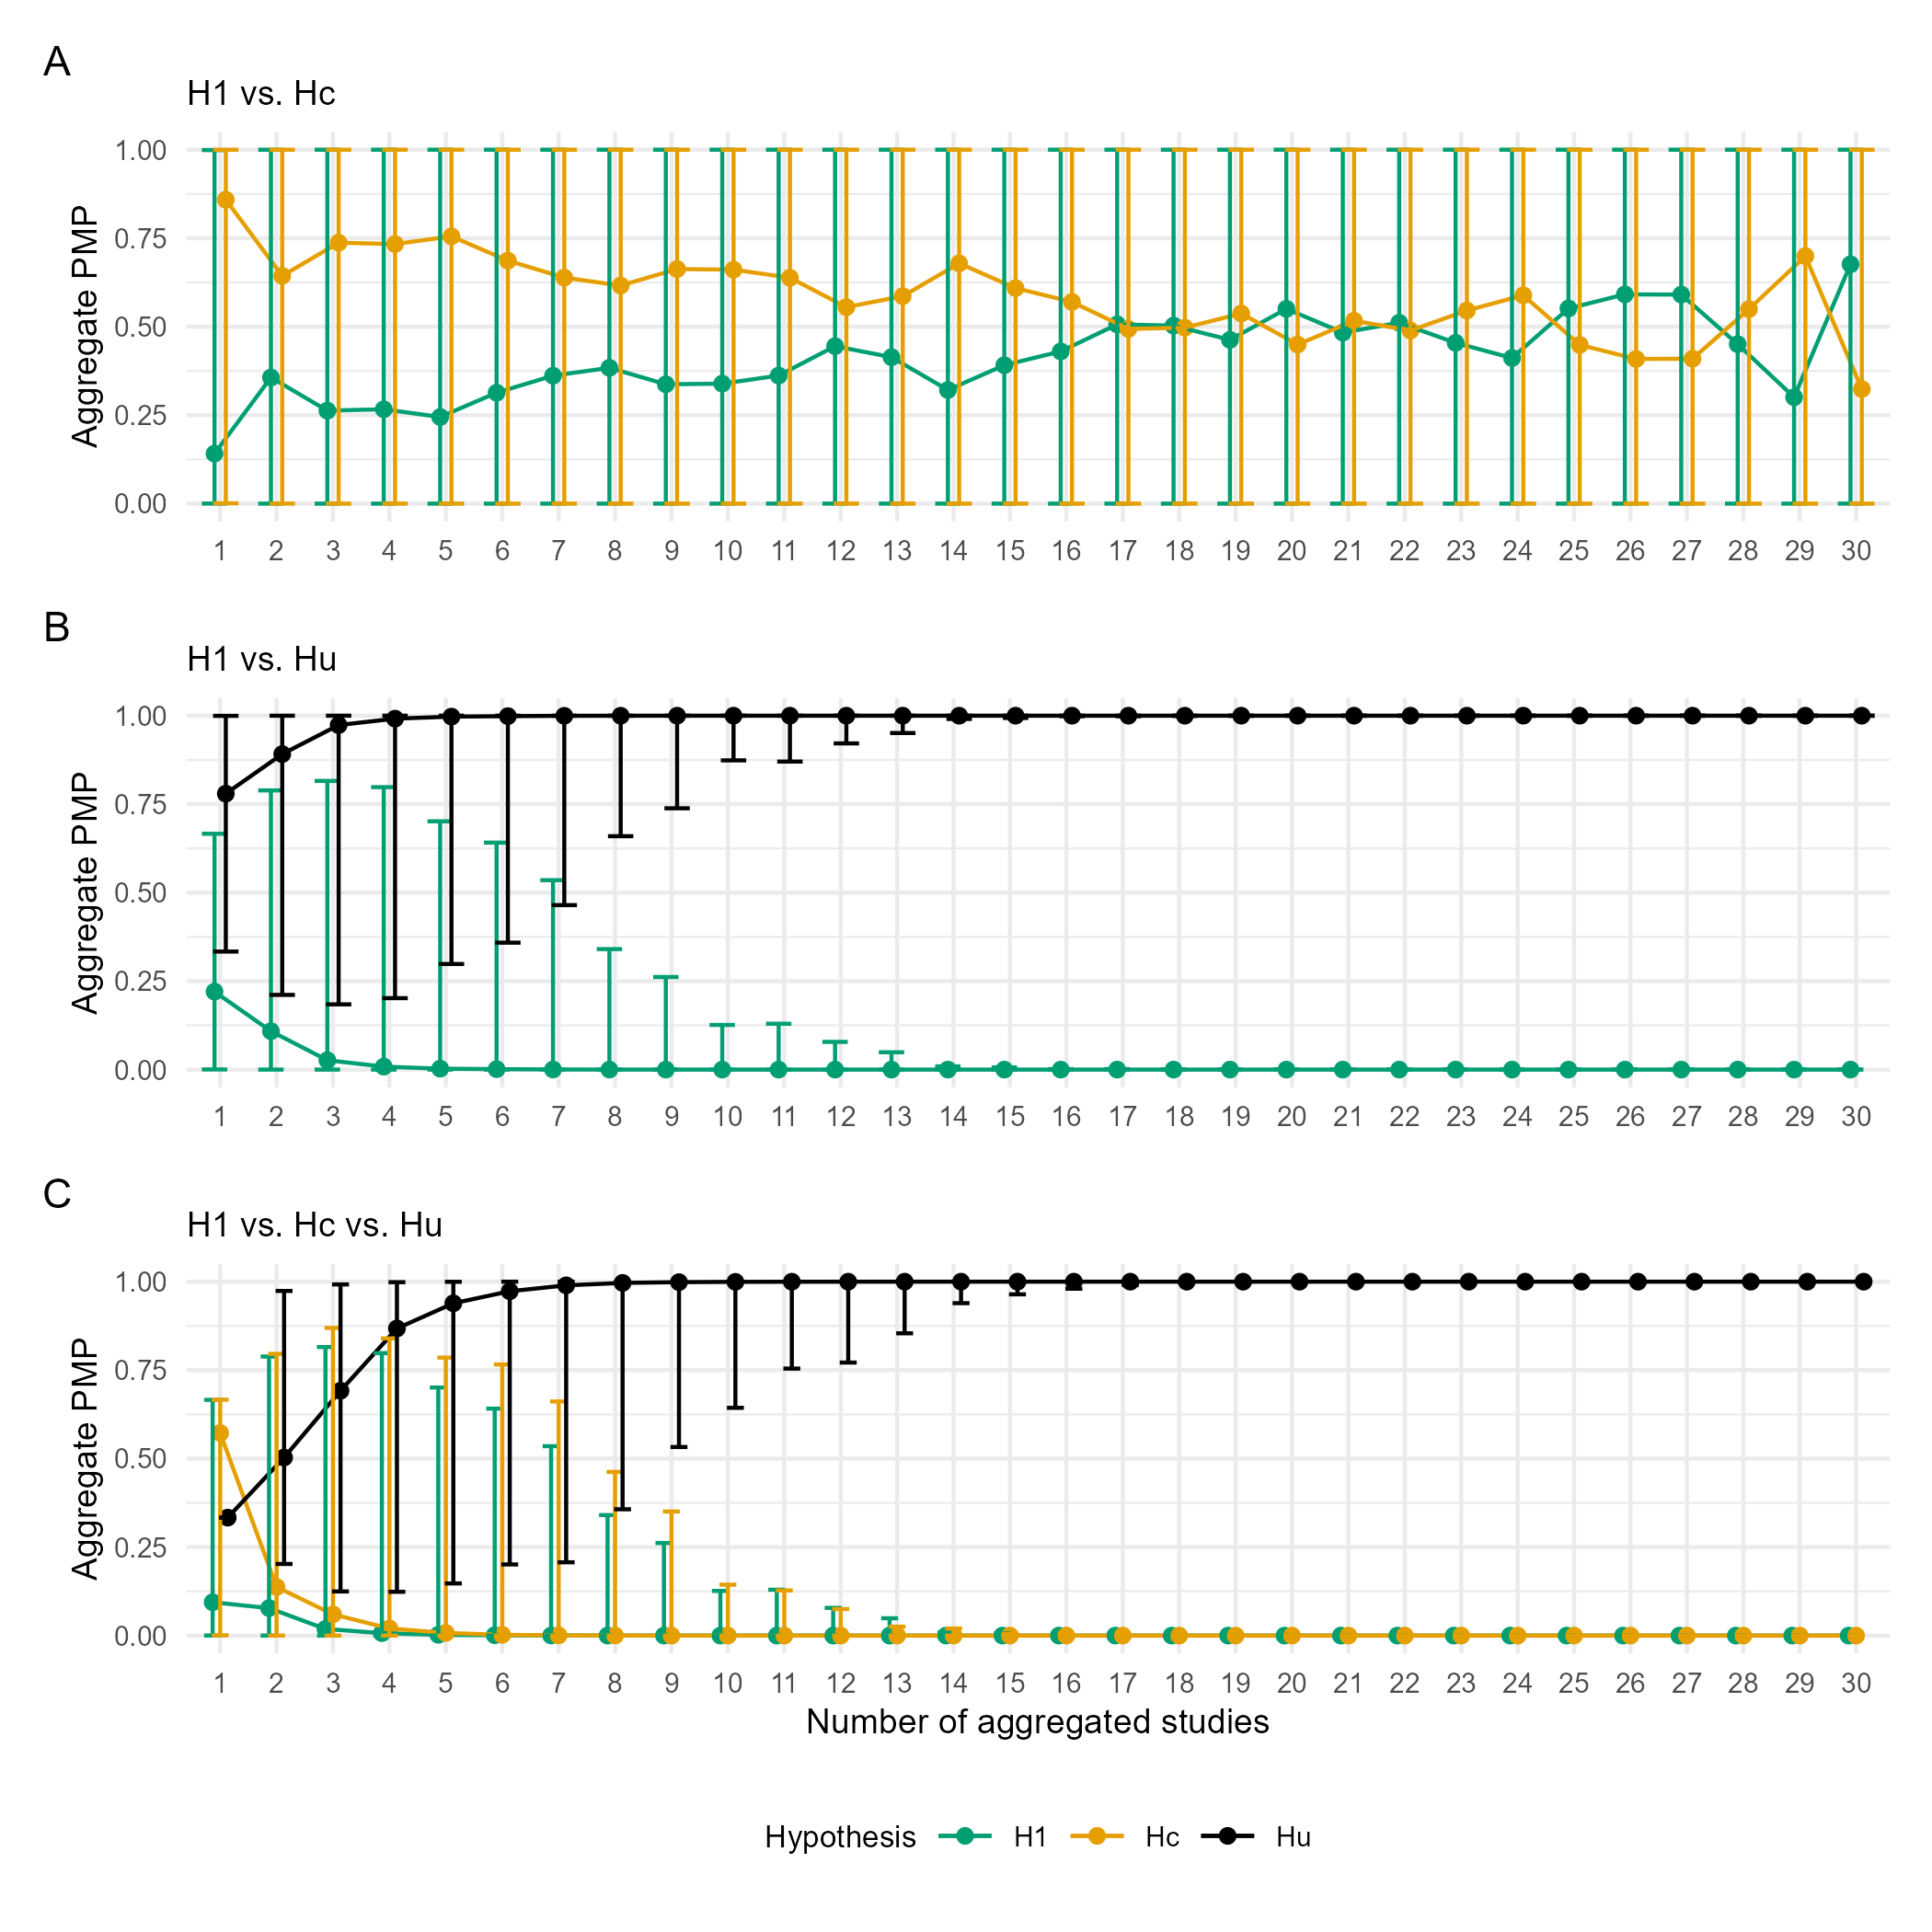 A
H1 vs. Hc
Aggregate PMP
1.00
0.75
0.50
0.25
0.00
1 2 3 4 5 6 7 8 9 10 11 12 13 14 15 16 17 18 19 20 21 22 23 24 25 26 27 28 29 30
B
H1 vs. Hu
Aggregate PMP
1.00
0.75
0.50
0.25
0.00
1 2 3 4 5 6 7 8 9 10 11 12 13 14 15 16 17 18 19 20 21 22 23 24 25 26 27 28 29 30
C
H1 vs. Hc vs. Hu
Aggregate PMP
1.00
0.75
0.50
0.25
0.00
1 2 3 4 5 6 7 8 9 10 11 12 13 14 15 16 17 18 19 20 21 22 23 24 25 26 27 28 29 30
Number of aggregated studies
Hypothesis H1 Hc Hu